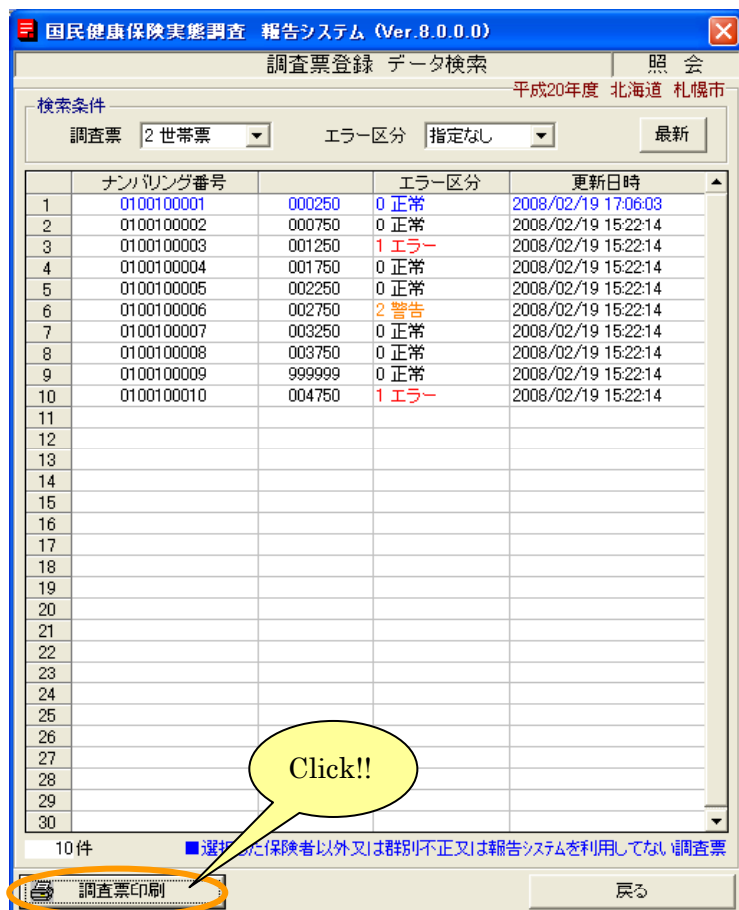 国民健康保険実態調査 報告システム (Ver.8.0.0.0)
調査票登録 データ検索 照 会
平成20年度 北海道 札幌市
検索条件
調査票 2 世帯票 エラー区分 指定なし 最新
ナンバリング番号 エラー区分 更新日時
1 0100100001 000250 0 正常 2008/02/19 17:06:03
2 0100100002 000750 0 正常 2008/02/19 15:22:14
3 0100100003 001250 1 エラー 2008/02/19 15:22:14
4 0100100004 001750 0 正常 2008/02/19 15:22:14
5 0100100005 002250 0 正常 2008/02/19 15:22:14
6 0100100006 002750 2 警告 2008/02/19 15:22:14
7 0100100007 003250 0 正常 2008/02/19 15:22:14
8 0100100008 003750 0 正常 2008/02/19 15:22:14
9 0100100009 999999 0 正常 2008/02/19 15:22:14
10 0100100010 004750 1 エラー 2008/02/19 15:22:14
11
12
13
14
15
16
17
18
19
20
21
22
23
24
25
26
27
28
29
30
Click!!
10件 ■選択した保険者以外又は群別不正又は報告システムを利用してない調査票
調査票印刷 戻る